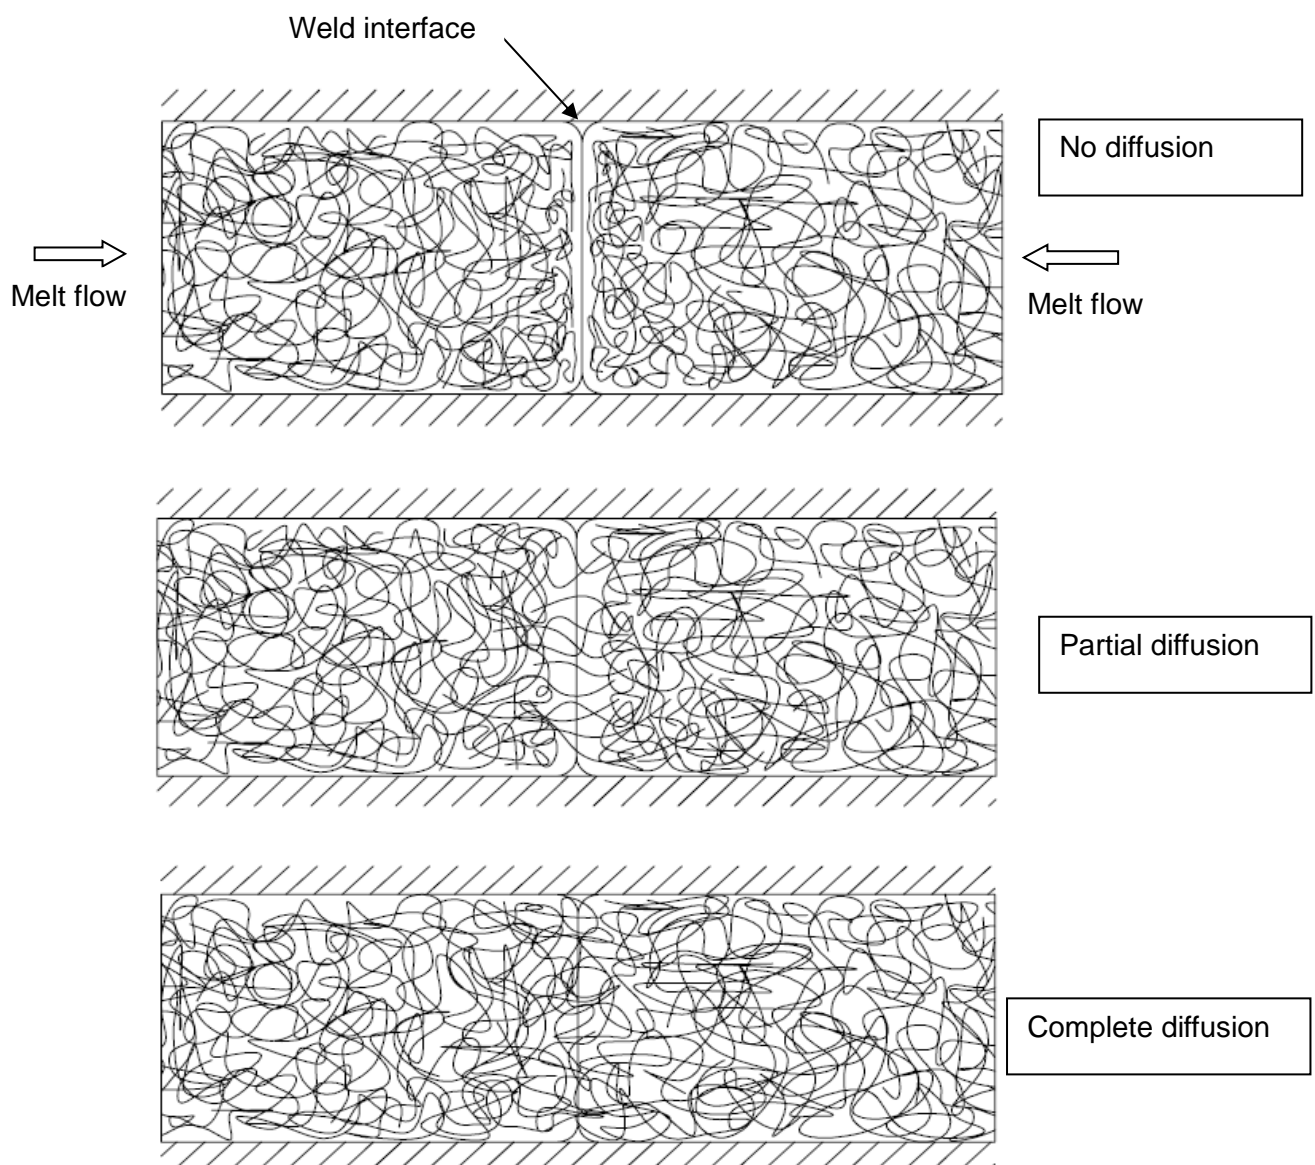 Weld interface
No diffusion
Melt flow
Melt flow
Partial diffusion
Complete diffusion